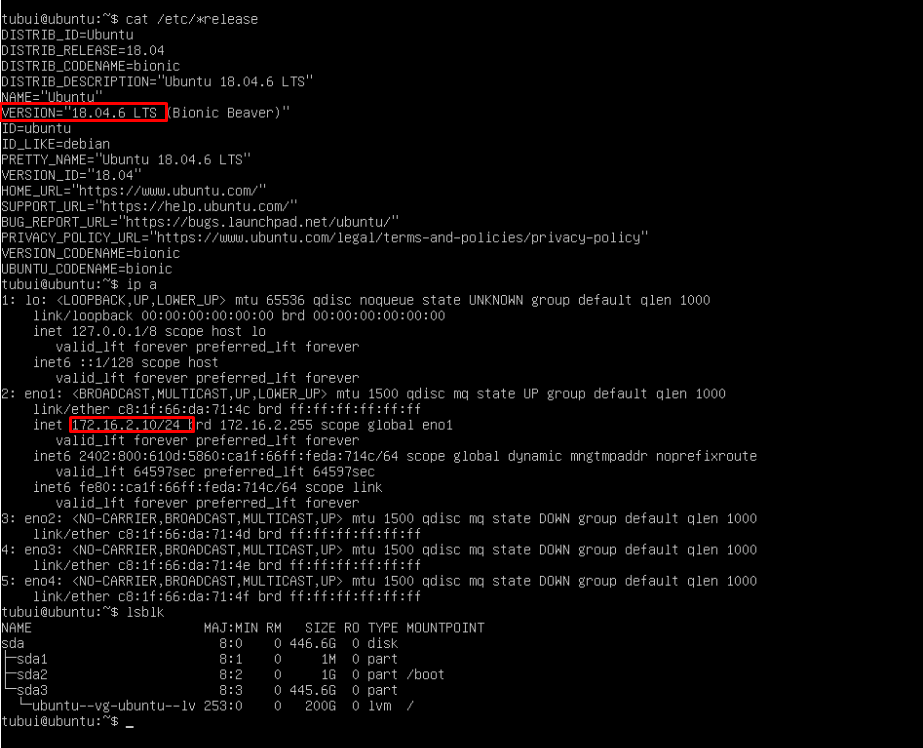 tubui@ubuntu:~$ cat /etc/*release
DISTRIB_ID=Ubuntu
DISTRIB_RELEASE=18.04
DISTRIB_CODENAME=bionic
DISTRIB_DESCRIPTION="Ubuntu 18.04.6 LTS"
NAME="Ubuntu"
VERSION="18.04.6 LTS (Bionic Beaver)"
ID=ubuntu
ID_LIKE=debian
PRETTY_NAME="Ubuntu 18.04.6 LTS"
VERSION_ID="18.04"
HOME_URL="https://www.ubuntu.com/"
SUPPORT_URL="https://help.ubuntu.com/"
BUG_REPORT_URL="https://bugs.launchpad.net/ubuntu/"
PRIVACY_POLICY_URL="https://www.ubuntu.com/legal/terms-and-policies/privacy-policy"
VERSION_CODENAME=bionic
UBUNTU_CODENAME=bionic
tubui@ubuntu:~$ ip a
1: lo: <LOOPBACK,UP,LOWER_UP> mtu 65536 qdisc noqueue state UNKNOWN group default qlen 1000
    link/loopback 00:00:00:00:00:00 brd 00:00:00:00:00:00
    inet 127.0.0.1/8 scope host lo
       valid_lft forever preferred_lft forever
    inet6 ::1/128 scope host
       valid_lft forever preferred_lft forever
2: eno1: <BROADCAST,MULTICAST,UP,LOWER_UP> mtu 1500 qdisc mq state UP group default qlen 1000
    link/ether c8:1f:66:da:71:4c brd ff:ff:ff:ff:ff:ff
    inet 172.16.2.10/24 brd 172.16.2.255 scope global eno1
       valid_lft forever preferred_lft forever
    inet6 2402:800:610d:5860:ca1f:66ff:feda:714c/64 scope global dynamic mngtmpaddr noprefixroute
       valid_lft 64597sec preferred_lft 64597sec
    inet6 fe80::ca1f:66ff:feda:714c/64 scope link
       valid_lft forever preferred_lft forever
3: eno2: <NO-CARRIER,BROADCAST,MULTICAST,UP> mtu 1500 qdisc mq state DOWN group default qlen 1000
    link/ether c8:1f:66:da:71:4d brd ff:ff:ff:ff:ff:ff
4: eno3: <NO-CARRIER,BROADCAST,MULTICAST,UP> mtu 1500 qdisc mq state DOWN group default qlen 1000
    link/ether c8:1f:66:da:71:4e brd ff:ff:ff:ff:ff:ff
5: eno4: <NO-CARRIER,BROADCAST,MULTICAST,UP> mtu 1500 qdisc mq state DOWN group default qlen 1000
    link/ether c8:1f:66:da:71:4f brd ff:ff:ff:ff:ff:ff
tubui@ubuntu:~$ lsblk
NAME                      MAJ:MIN RM   SIZE RO TYPE MOUNTPOINT
sda                         8:0    0 446.6G  0 disk
├─sda1                      8:1    0     1M  0 part
├─sda2                      8:2    0     1G  0 part /boot
└─sda3                      8:3    0 445.6G  0 part
  └─ubuntu--vg-ubuntu--lv 253:0    0   200G  0 lvm  /
tubui@ubuntu:~$ _